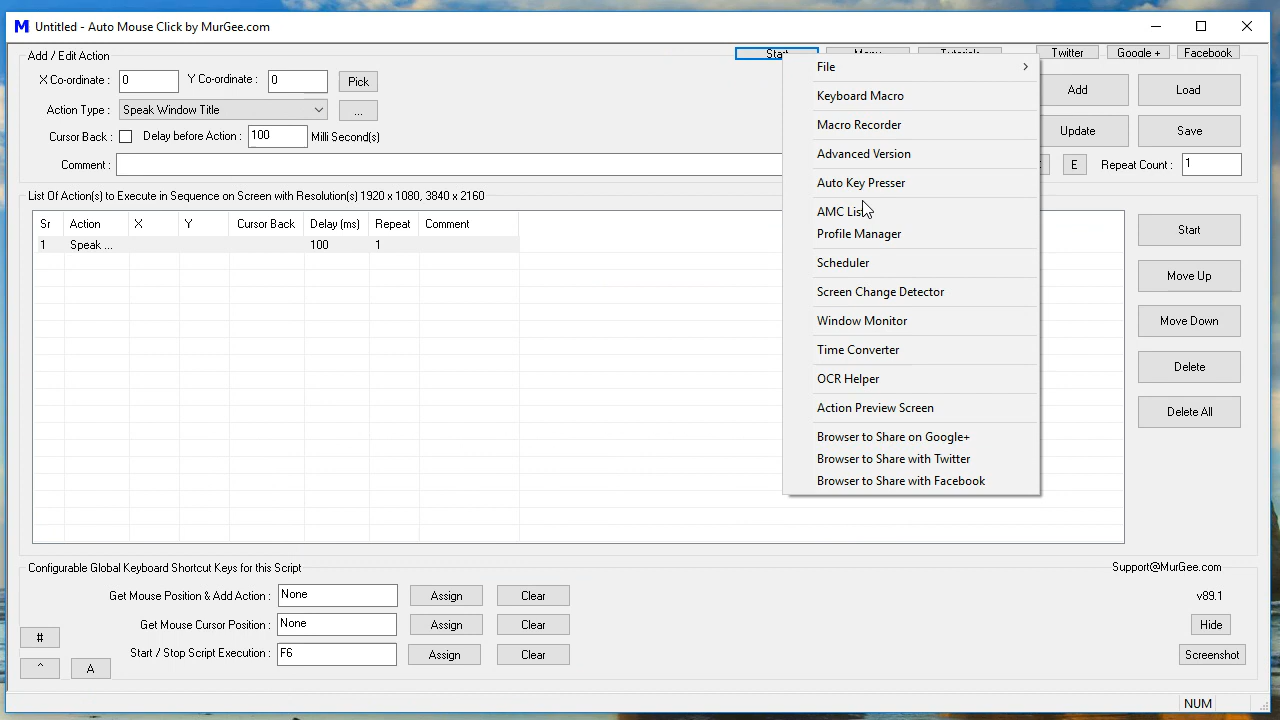 M Untitled - Auto Mouse Click by MurGee.com
Add / Edit Action
Start
Menu
Tutorials
Twitter
Google +
Facebook
X Co-ordinate : 0
Y Co-ordinate : 0
Pick
Action Type : Speak Window Title
...
Cursor Back :
Delay before Action : 100 Milli Second(s)
Comment :
Add
Load
Update
Save
E
Repeat Count : 1
File
Keyboard Macro
Macro Recorder
Advanced Version
Auto Key Presser
AMC
Profile Manager
Scheduler
Screen Change Detector
Window Monitor
Time Converter
OCR Helper
Action Preview Screen
Browser to Share on Google+
Browser to Share with Twitter
Browser to Share with Facebook
List Of Action(s) to Execute in Sequence on Screen with Resolution(s) 1920 x 1080, 3840 x 2160
Sr Action X Y Cursor Back Delay (ms) Repeat Comment
1 Speak ... 100 1
Start
Move Up
Move Down
Delete
Delete All
Configurable Global Keyboard Shortcut Keys for this Script
Get Mouse Position & Add Action : None Assign Clear
Get Mouse Cursor Position : None Assign Clear
Start / Stop Script Execution : F6 Assign Clear
#
^
A
Support@MurGee.com
v89.1
Hide
Screenshot
NUM